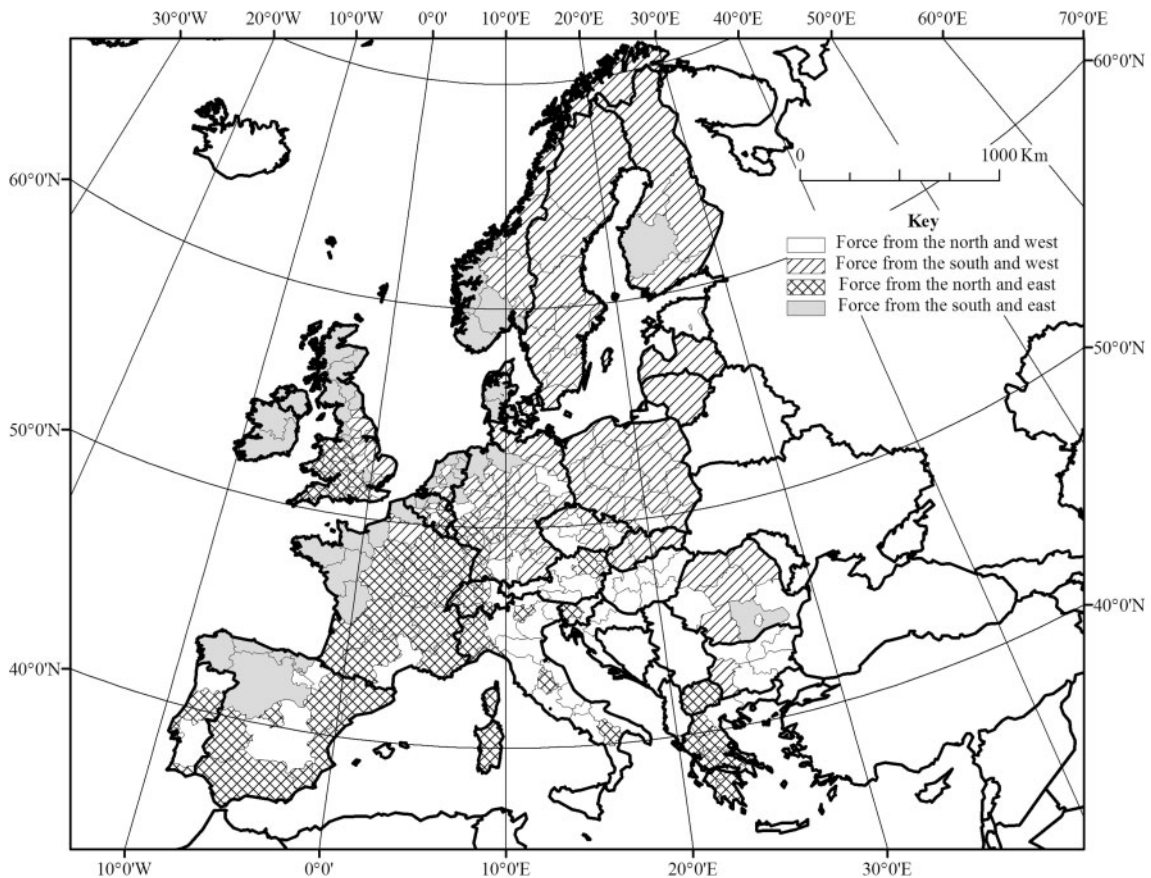 30°0'W 20°0'W 10°0'W 0°0' 10°0'E 20°0'E 30°0'E 40°0'E 50°0'E 60°0'E 70°0'E
60°0'N
0 1000 Km
60°0'N
Key
Force from the north and west
Force from the south and west
Force from the north and east
Force from the south and east
50°0'N
50°0'N
40°0'N
40°0'N
10°0'W 0°0' 10°0'E 20°0'E 30°0'E